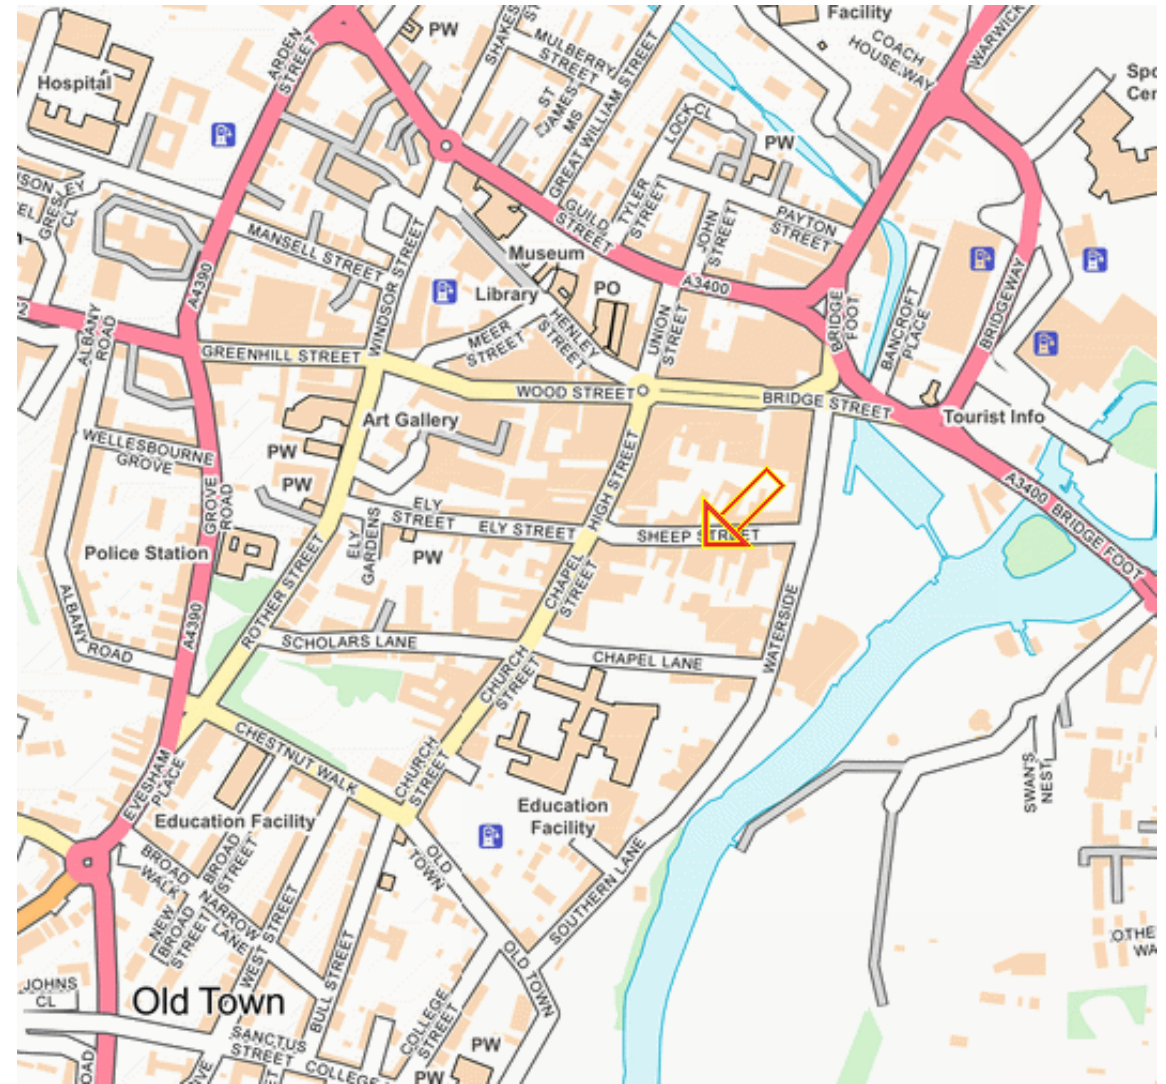 Facility
PW
SHAKES
ST
MULBERRY
STREET
COACH
HOUSE WAY
WARWICK
ARDEN
STREET
Hospital
ST
JAMES
MS
GREAT WILLIAM STREET
LOCK CL
PW
TYLER
STREET
GUILD
STREET
JOHN
STREET
PAYTON
STREET
GRESLEY
CL
MANSELL STREET
WINDSOR STREET
Museum
A4390
A3400
Library
PO
MEER
STREET
HENLEY
STREET
UNION
STREET
BRIDGE
FOOT
BANCROFT
PLACE
BRIDGEWAY
ALBANY
ROAD
GREENHILL STREET
WOOD STREET
BRIDGE STREET
Tourist Info
Art Gallery
WELLESBOURNE
GROVE
PW
PW
GROVE
ROAD
HIGH STREET
A3400 BRIDGE FOOT
ELY
STREET
ELY STREET
SHEEP STREET
ELY
GARDENS
PW
Police Station
CHAPEL
STREET
ALBANY
ROAD
A4390
ROTHER STREET
SCHOLARS LANE
CHAPEL LANE
WATERSIDE
CHURCH
STREET
CHESTNUT WALK
CHURCH
STREET
EVESHAM
PLACE
SWAN'S
NEST
Education Facility
Education
Facility
BROAD
WALK
BROAD
STREET
OLD
TOWN
SOUTHERN LANE
NEW
BROAD
STREET
NARROW
LANE
WEST STREET
BULL STREET
OLD TOWN
JOHNS
CL
Old Town
SANCTUS
STREET
COLLEGE
STREET
PW
COLLEGE
PW